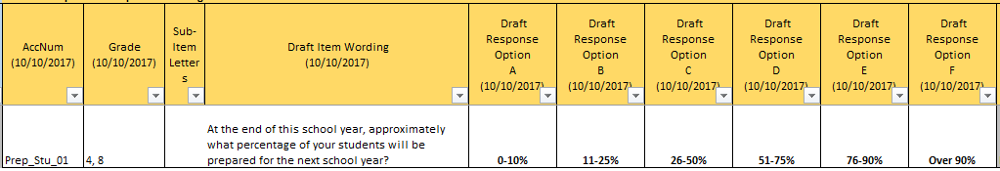 AccNum
(10/10/2017)
Grade
(10/10/2017)
Sub-
Item
Letter
s
Draft Item Wording
(10/10/2017)
Draft
Response
Option
A
(10/10/2017)
Draft
Response
Option
B
(10/10/2017)
Draft
Response
Option
C
(10/10/2017)
Draft
Response
Option
D
(10/10/2017)
Draft
Response
Option
E
(10/10/2017)
Draft
Response
Option
F
(10/10/2017)
Prep_Stu_01
4, 8
At the end of this school year, approximately
what percentage of your students will be
prepared for the next school year?
0-10%
11-25%
26-50%
51-75%
76-90%
Over 90%